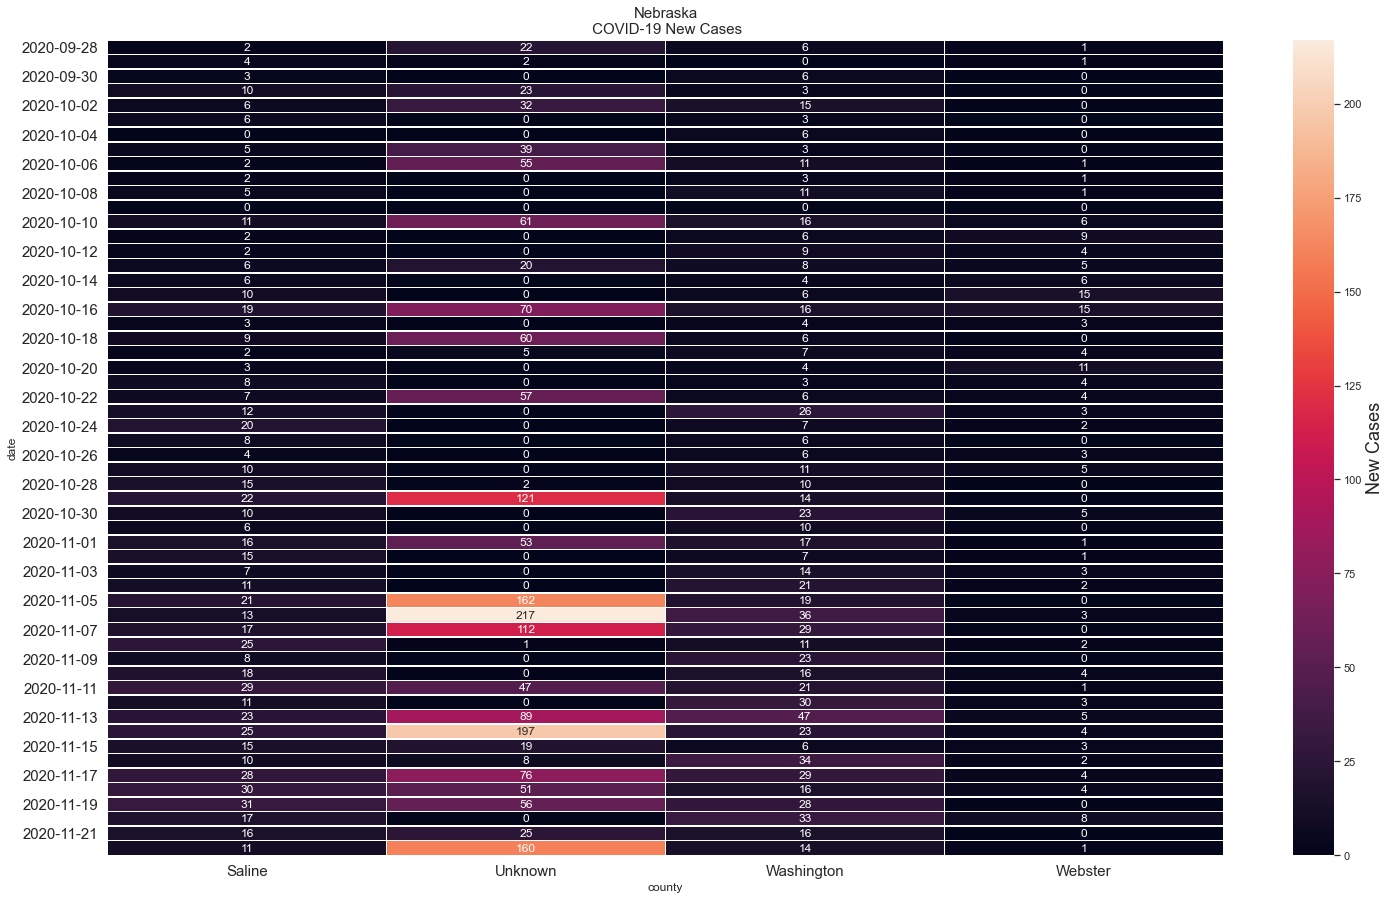 Nebraska
COVID-19 New Cases
2020-09-28 2 22 6 1
4 2 0 1
2020-09-30 3 0 6 0
10 23 3 0
2020-10-02 6 32 15 0
6 0 3 0
2020-10-04 0 0 6 0
5 39 3 0
2020-10-06 2 55 11 1
2 0 3 1
2020-10-08 5 0 11 1
0 0 0 0
2020-10-10 11 61 16 6
2 0 6 9
2020-10-12 2 0 9 4
6 20 8 5
2020-10-14 6 0 4 6
10 0 6 15
2020-10-16 19 70 16 15
3 0 4 3
2020-10-18 9 60 6 0
2 5 7 4
2020-10-20 3 0 4 11
8 0 3 4
2020-10-22 7 57 6 4
12 0 26 3
2020-10-24 20 0 7 2
8 0 6 0
2020-10-26 4 0 6 3
10 0 11 5
2020-10-28 15 2 10 0
22 121 14 0
2020-10-30 10 0 23 5
6 0 10 0
2020-11-01 16 53 17 1
15 0 7 1
2020-11-03 7 0 14 3
11 0 21 2
2020-11-05 21 162 19 0
13 217 36 3
2020-11-07 17 112 29 0
25 1 11 2
2020-11-09 8 0 23 0
18 0 16 4
2020-11-11 29 47 21 1
11 0 30 3
2020-11-13 23 89 47 5
25 197 23 4
2020-11-15 15 19 6 3
10 8 34 2
2020-11-17 28 76 29 4
30 51 16 4
2020-11-19 31 56 28 0
17 0 33 8
2020-11-21 16 25 16 0
11 160 14 1
Saline Unknown Washington Webster
county
date
200
175
150
125
100
75
50
25
0
New Cases